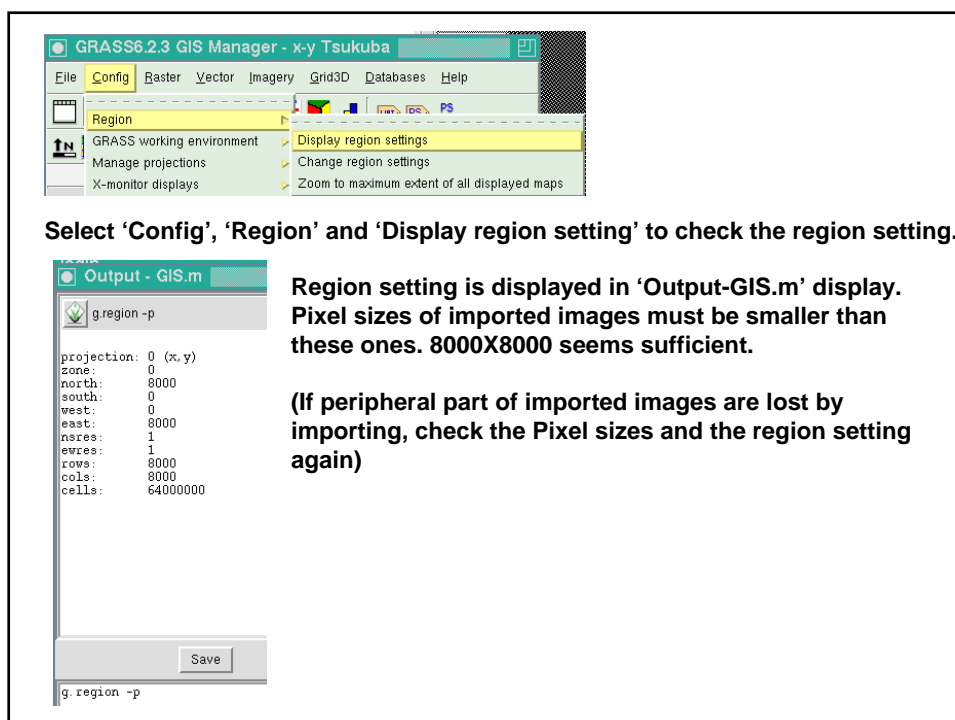 GRASS6.2.3 GIS Manager - x-y Tsukuba
File Config Raster Vector Imagery Grid3D Databases Help
PS
Region
GRASS working environment
Manage projections
X-monitor displays
Display region settings
Change region settings
Zoom to maximum extent of all displayed maps
Select ‘Config’, ‘Region’ and ‘Display region setting’ to check the region setting.
Output - GIS.m
g.region -p
projection: 0 (x,y)
zone: 0
north: 8000
south: 0
west: 0
east: 8000
nsres: 1
ewres: 1
rows: 8000
cols: 8000
cells: 64000000
Save
g.region -p
Region setting is displayed in ‘Output-GIS.m’ display.
Pixel sizes of imported images must be smaller than
these ones. 8000X8000 seems sufficient.
(If peripheral part of imported images are lost by
importing, check the Pixel sizes and the region setting
again)